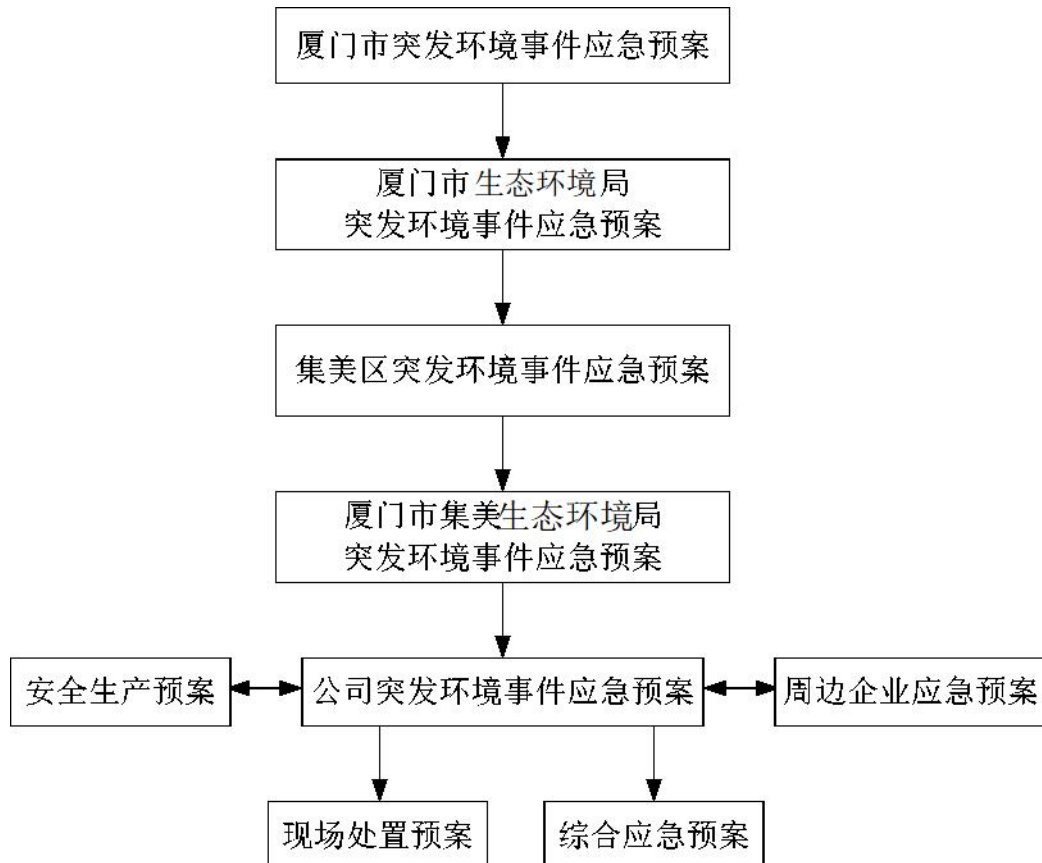 厦门市突发环境事件应急预案
厦门市生态环境局
突发环境事件应急预案
集美区突发环境事件应急预案
厦门市集美生态环境局
突发环境事件应急预案
安全生产预案
公司突发环境事件应急预案
周边企业应急预案
现场处置预案
综合应急预案